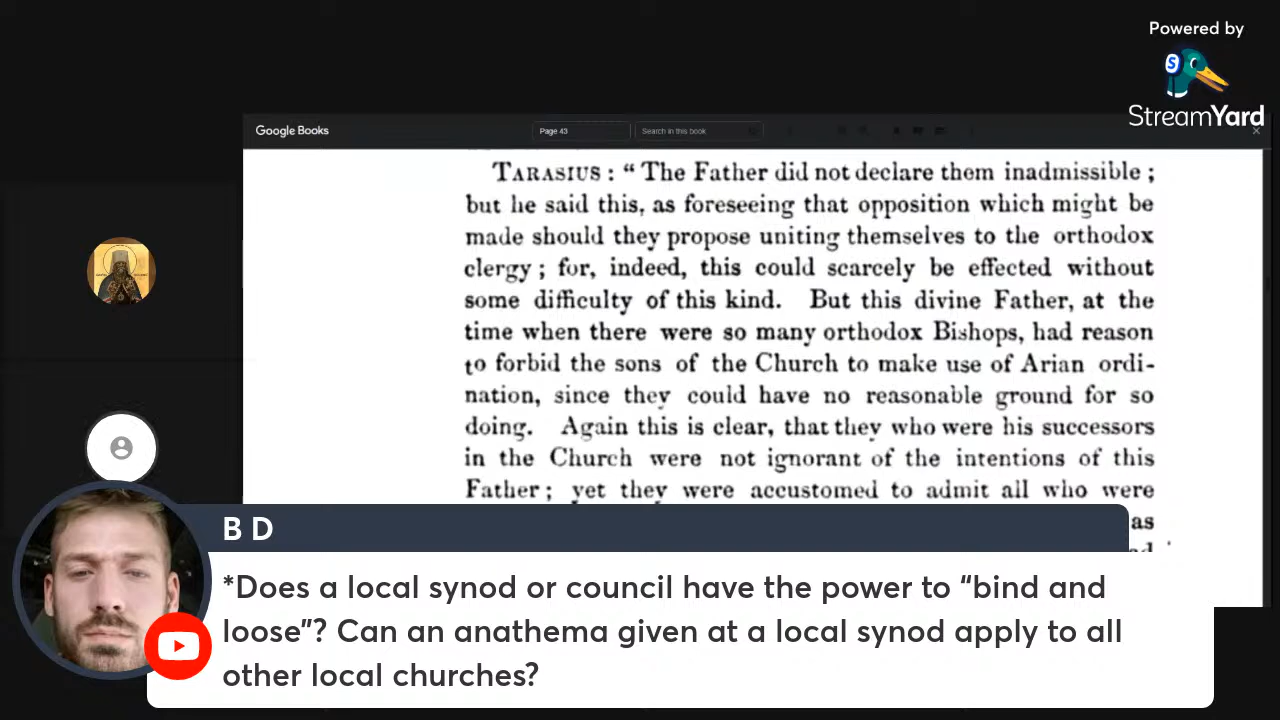 Powered by
StreamYard
Google Books
Page 43
Search in this book
TARASIUS: “The Father did not declare them inadmissible;
but he said this, as foreseeing that opposition which might be
made should they propose uniting themselves to the orthodox
clergy; for, indeed, this could scarcely be effected without
some difficulty of this kind. But this divine Father, at the
time when there were so many orthodox Bishops, had reason
to forbid the sons of the Church to make use of Arian ordi-
nation, since they could have no reasonable ground for so
doing. Again this is clear, that they who were his successors
in the Church were not ignorant of the intentions of this
Father; yet they were accustomed to admit all who were
as
B D
*Does a local synod or council have the power to “bind and
loose”? Can an anathema given at a local synod apply to all
other local churches?